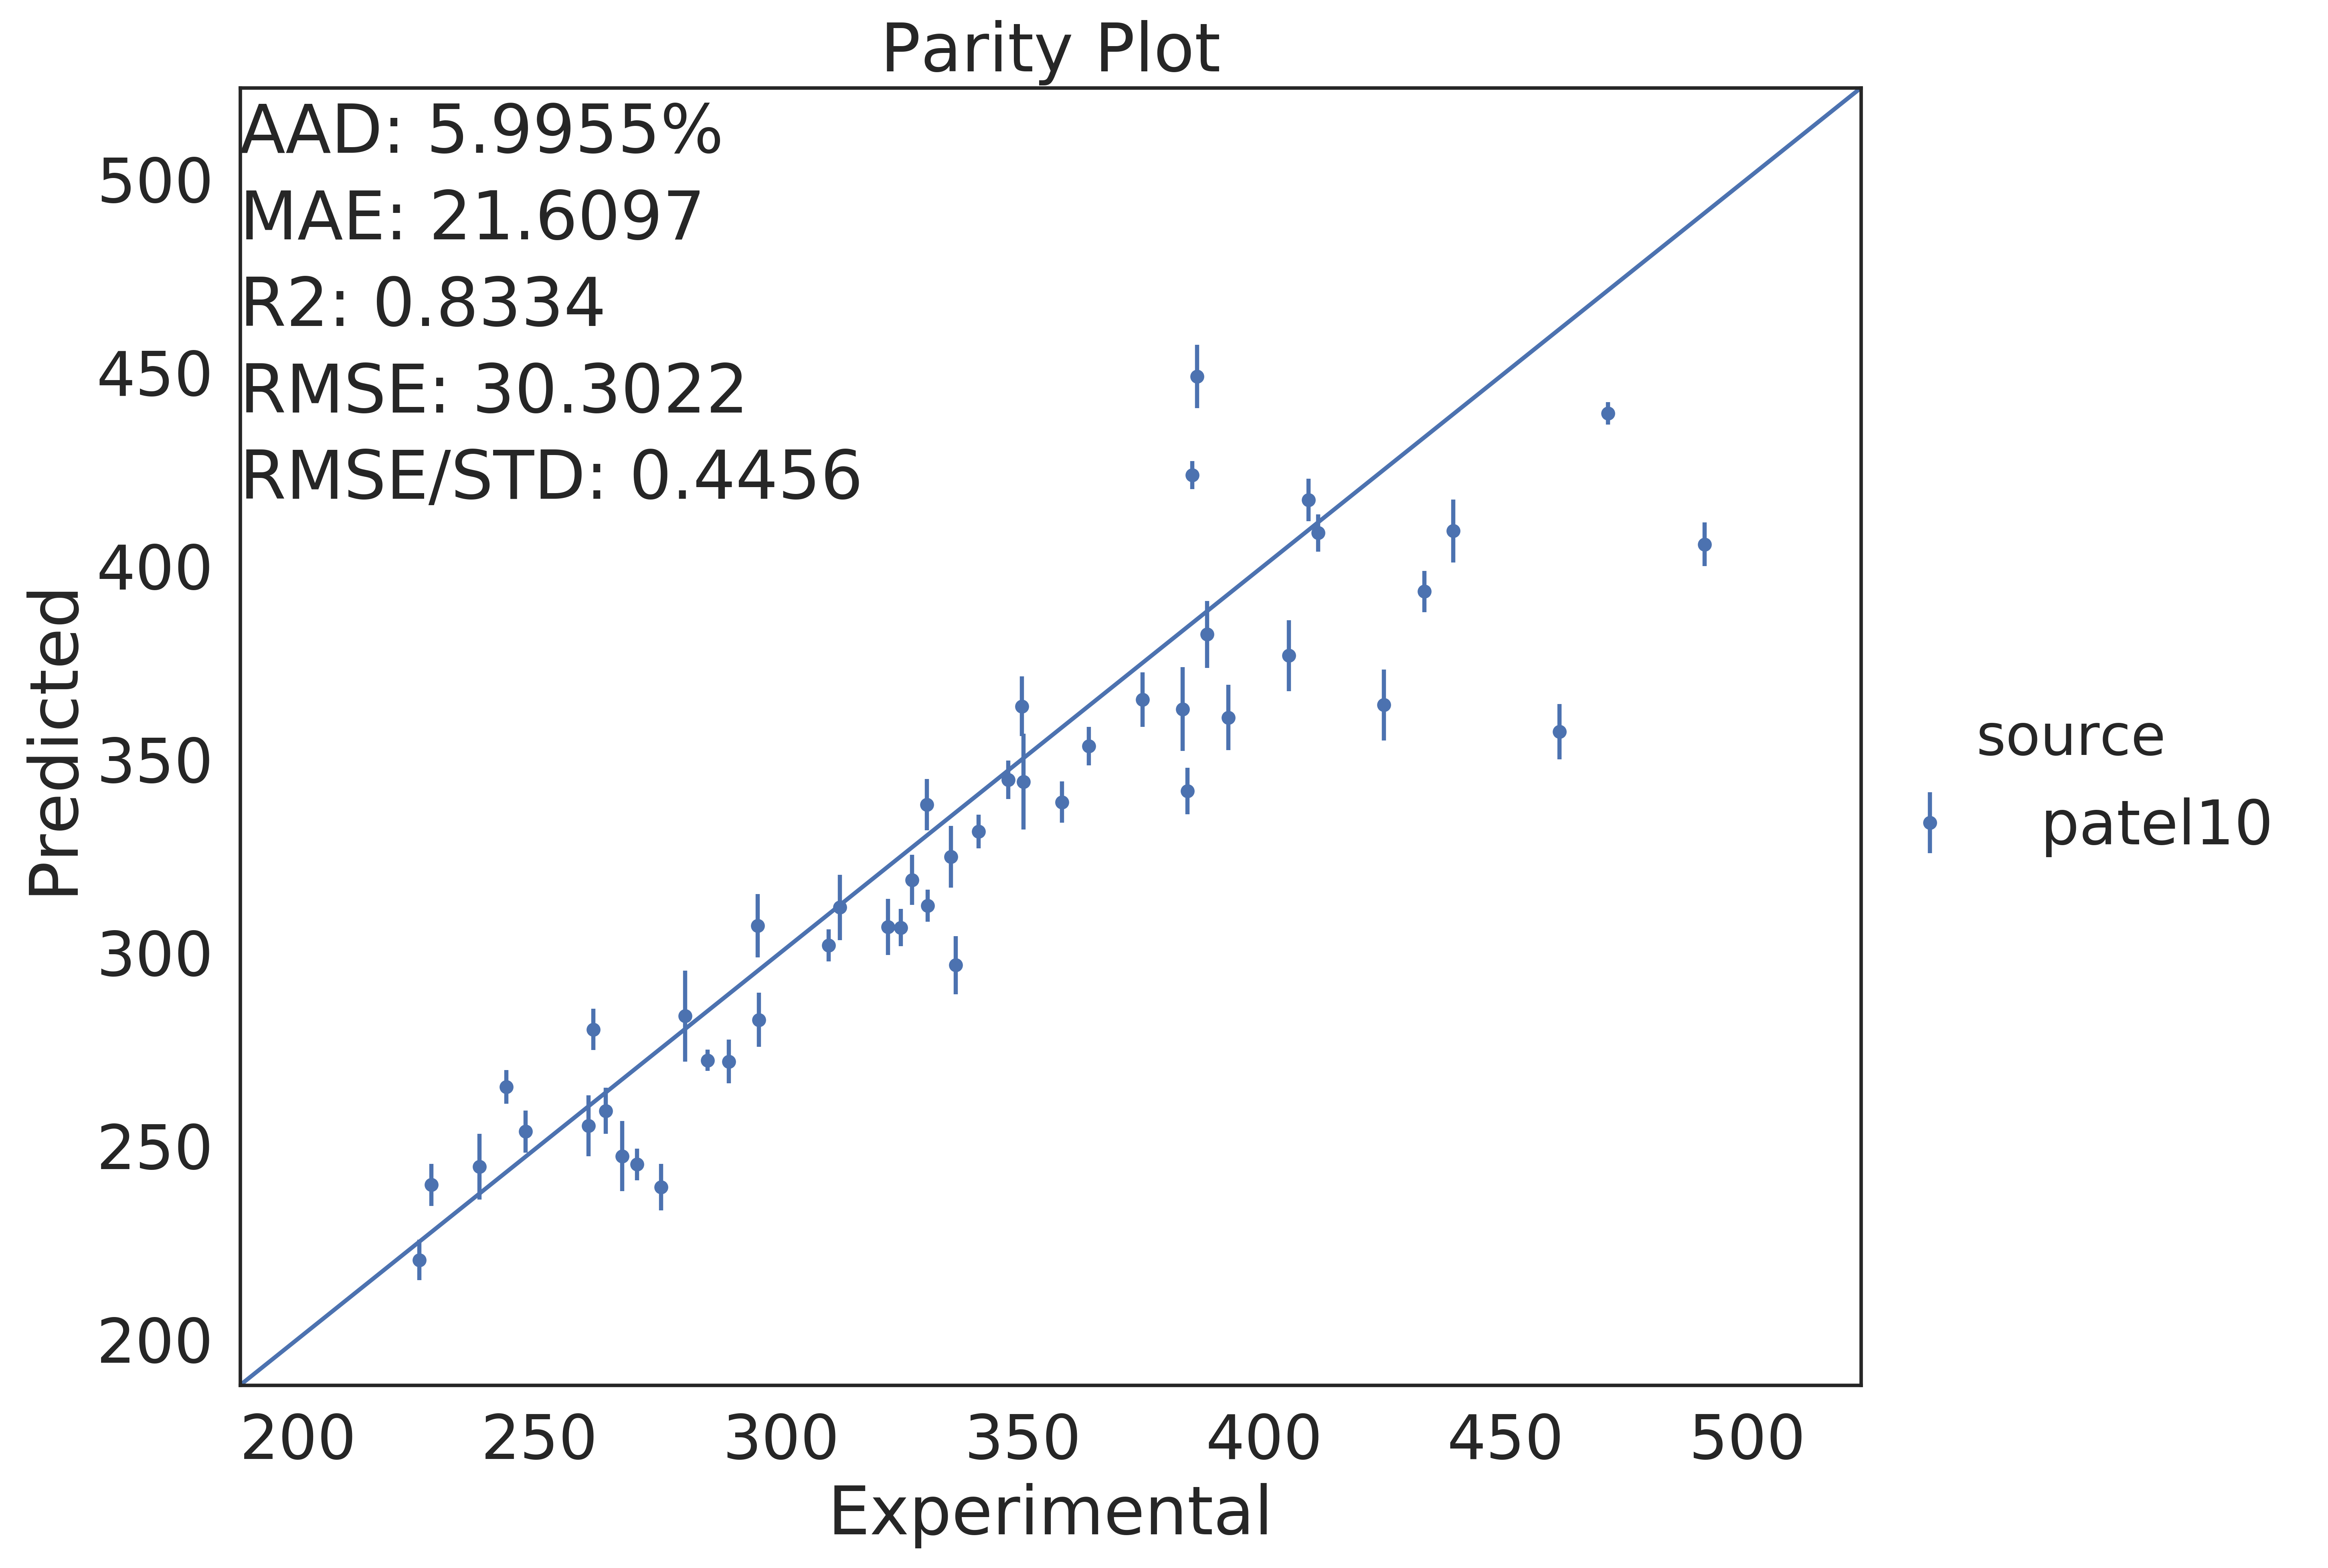 Parity Plot
AAD: 5.9955%
MAE: 21.6097
R2: 0.8334
RMSE: 30.3022
RMSE/STD: 0.4456
500
450
400
350
300
250
200
Predicted
200 250 300 350 400 450 500
Experimental
source
patel10